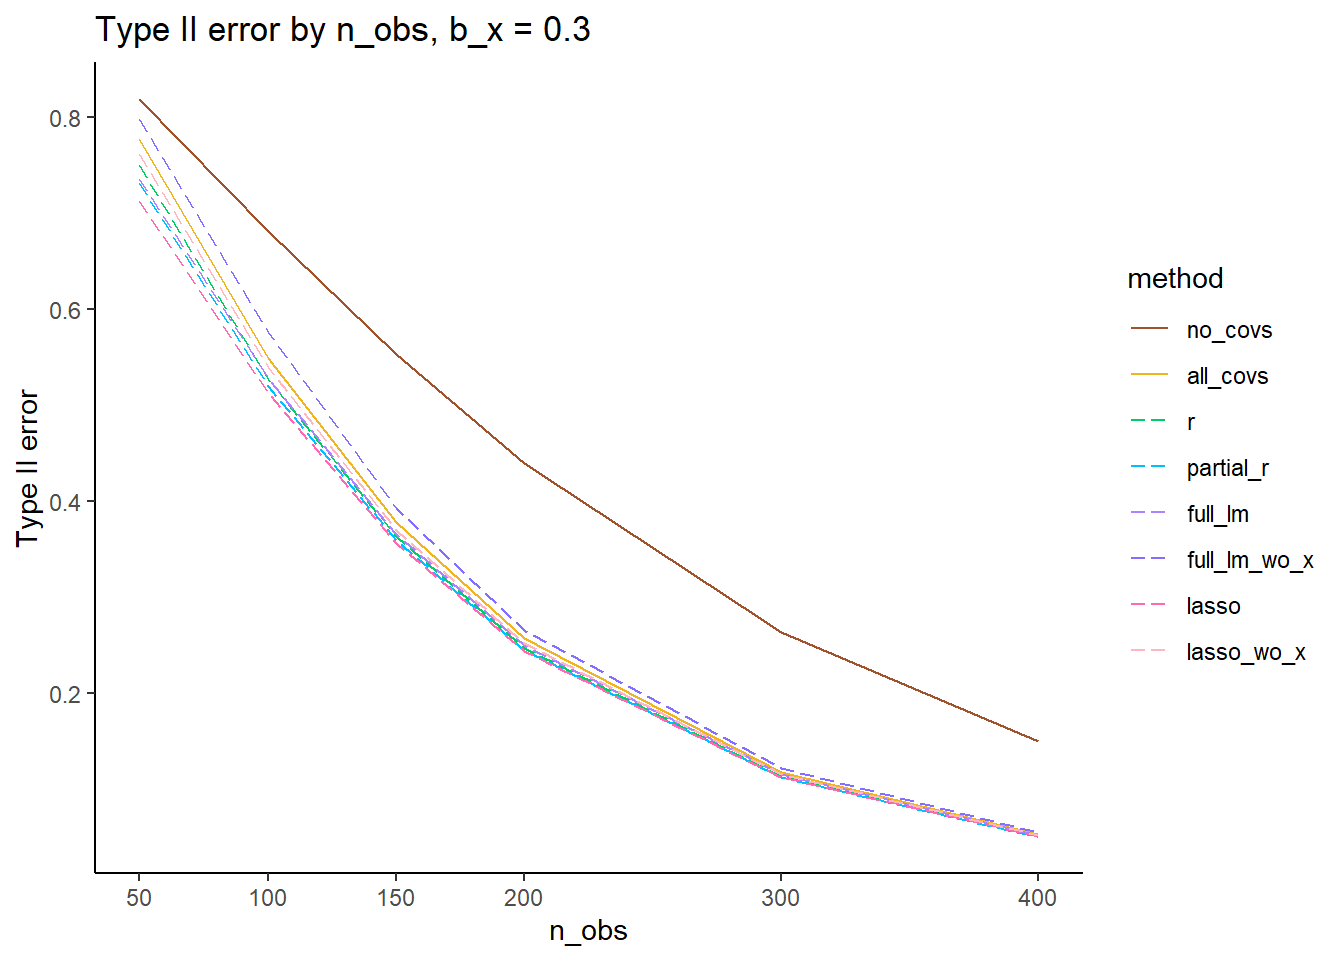 Type II error by n_obs, b_x = 0.3
Type II error
0.8
0.6
0.4
0.2
50 100 150 200 300 400
n_obs
method
no_covs
all_covs
r
partial_r
full_lm
full_lm_wo_x
lasso
lasso_wo_x